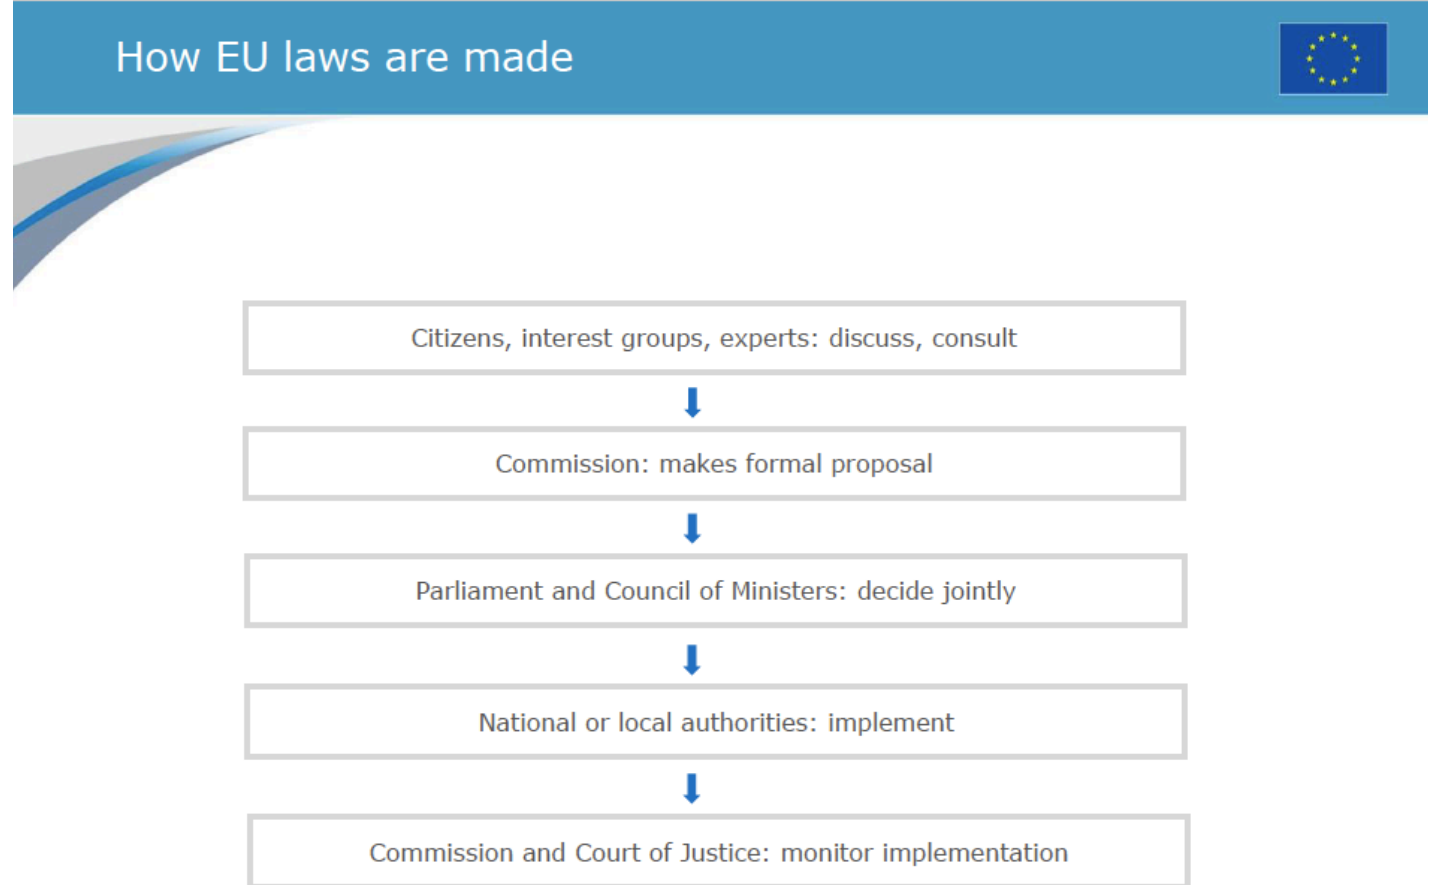 How EU laws are made
Citizens, interest groups, experts: discuss, consult
Commission: makes formal proposal
Parliament and Council of Ministers: decide jointly
National or local authorities: implement
Commission and Court of Justice: monitor implementation